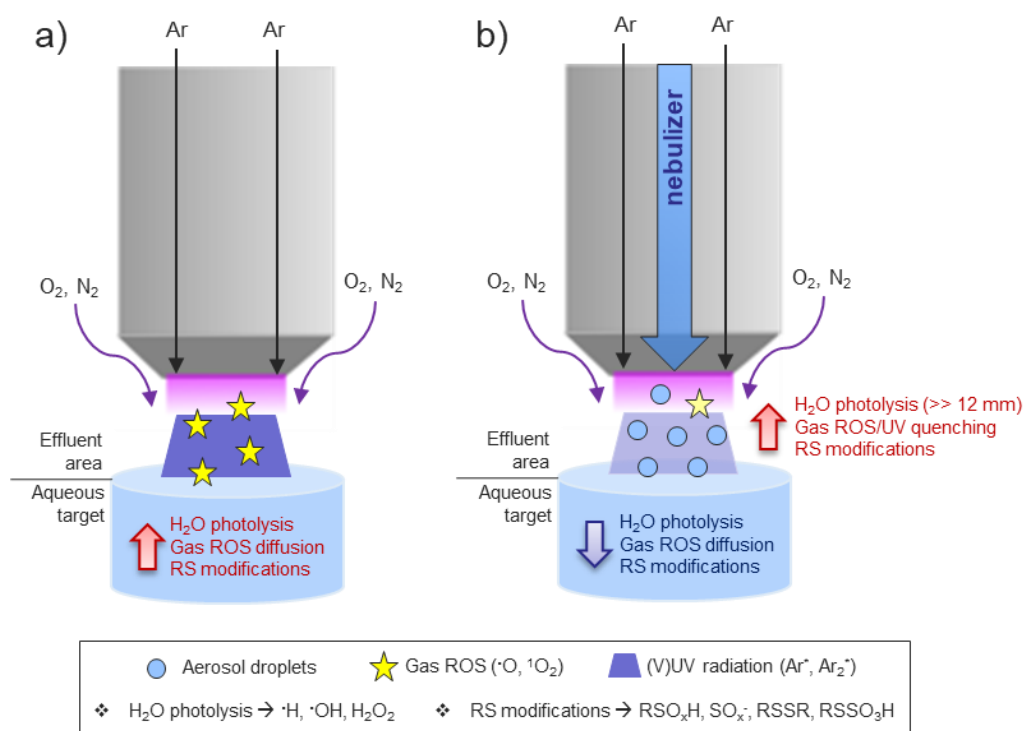 a)
Ar
Ar
O₂, N₂
O₂, N₂
Effluent
area
Aqueous
target
H₂O photolysis
Gas ROS diffusion
RS modifications
b)
Ar
Ar
nebulizer
O₂, N₂
O₂, N₂
H₂O photolysis (>> 12 mm)
Gas ROS/UV quenching
RS modifications
Effluent
area
Aqueous
target
H₂O photolysis
Gas ROS diffusion
RS modifications
Aerosol droplets
Gas ROS (·O, ¹O₂)
(V)UV radiation (Ar*, Ar₂*)
❖ H₂O photolysis → ·H, ·OH, H₂O₂
❖ RS modifications → RSOₓH, SOₓ⁻, RSSR, RSSO₃H